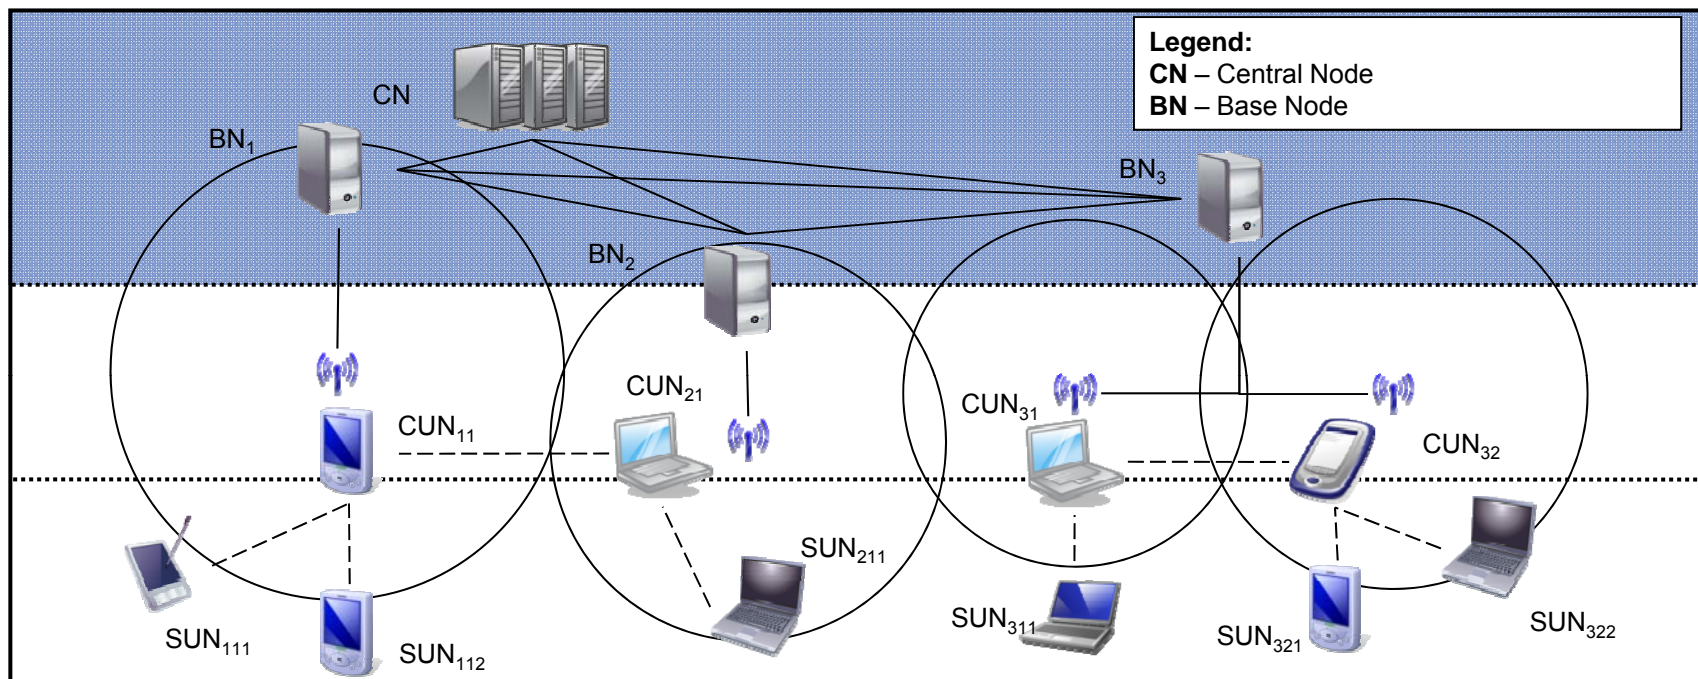 Legend:
CN – Central Node
BN – Base Node
CN
BN₁
BN₃
BN₂
CUN₂₁
CUN₁₁
CUN₃₁
CUN₃₂
SUN₂₁₁
SUN₁₁₁
SUN₁₁₂
SUN₃₁₁
SUN₃₂₁
SUN₃₂₂